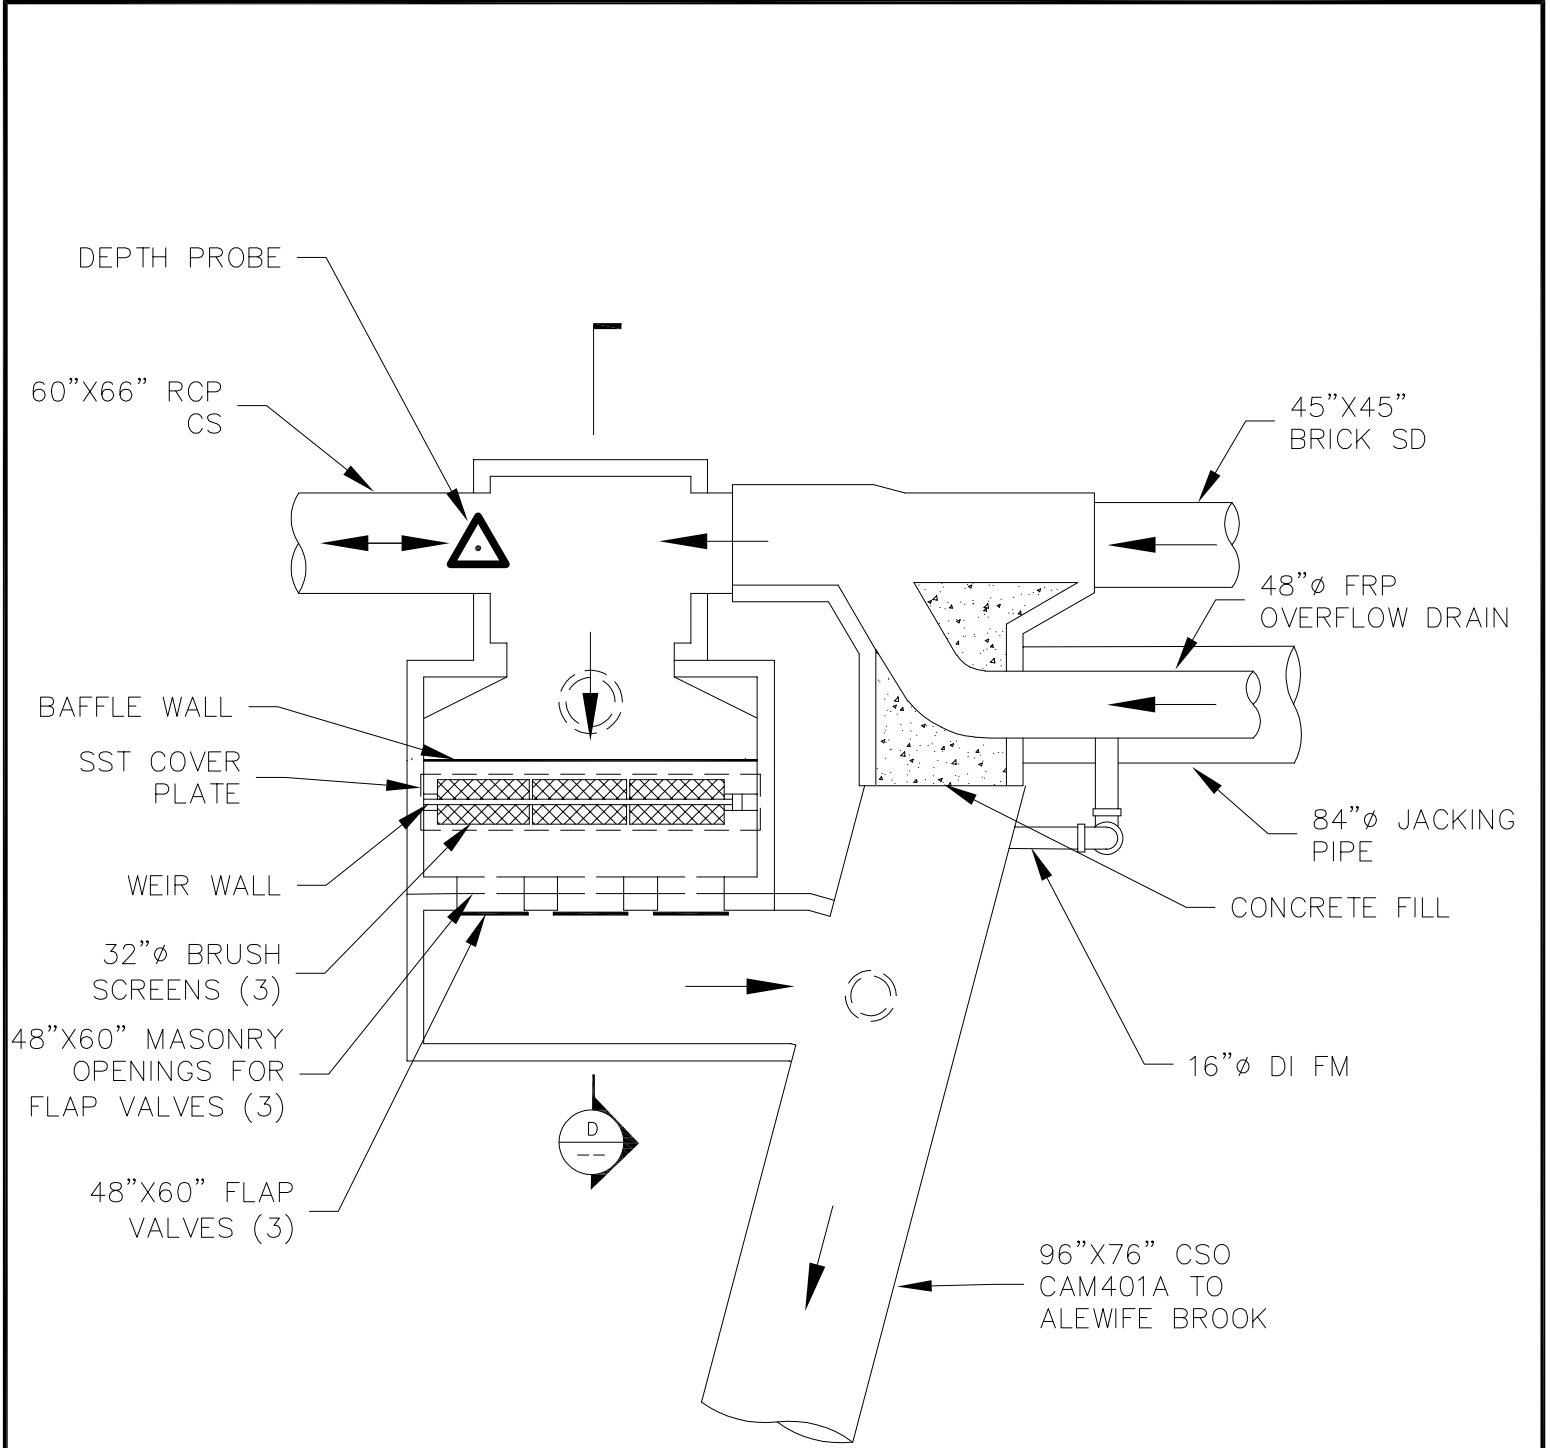 DEPTH PROBE
60”X66” RCP
CS
45”X45”
BRICK SD
48”ø FRP
OVERFLOW DRAIN
BAFFLE WALL
SST COVER
PLATE
84”ø JACKING
PIPE
WEIR WALL
CONCRETE FILL
32”ø BRUSH
SCREENS (3)
48”X60” MASONRY
OPENINGS FOR
FLAP VALVES (3)
16”ø DI FM
D
--
48”X60” FLAP
VALVES (3)
96”X76” CSO
CAM401A TO
ALEWIFE BROOK